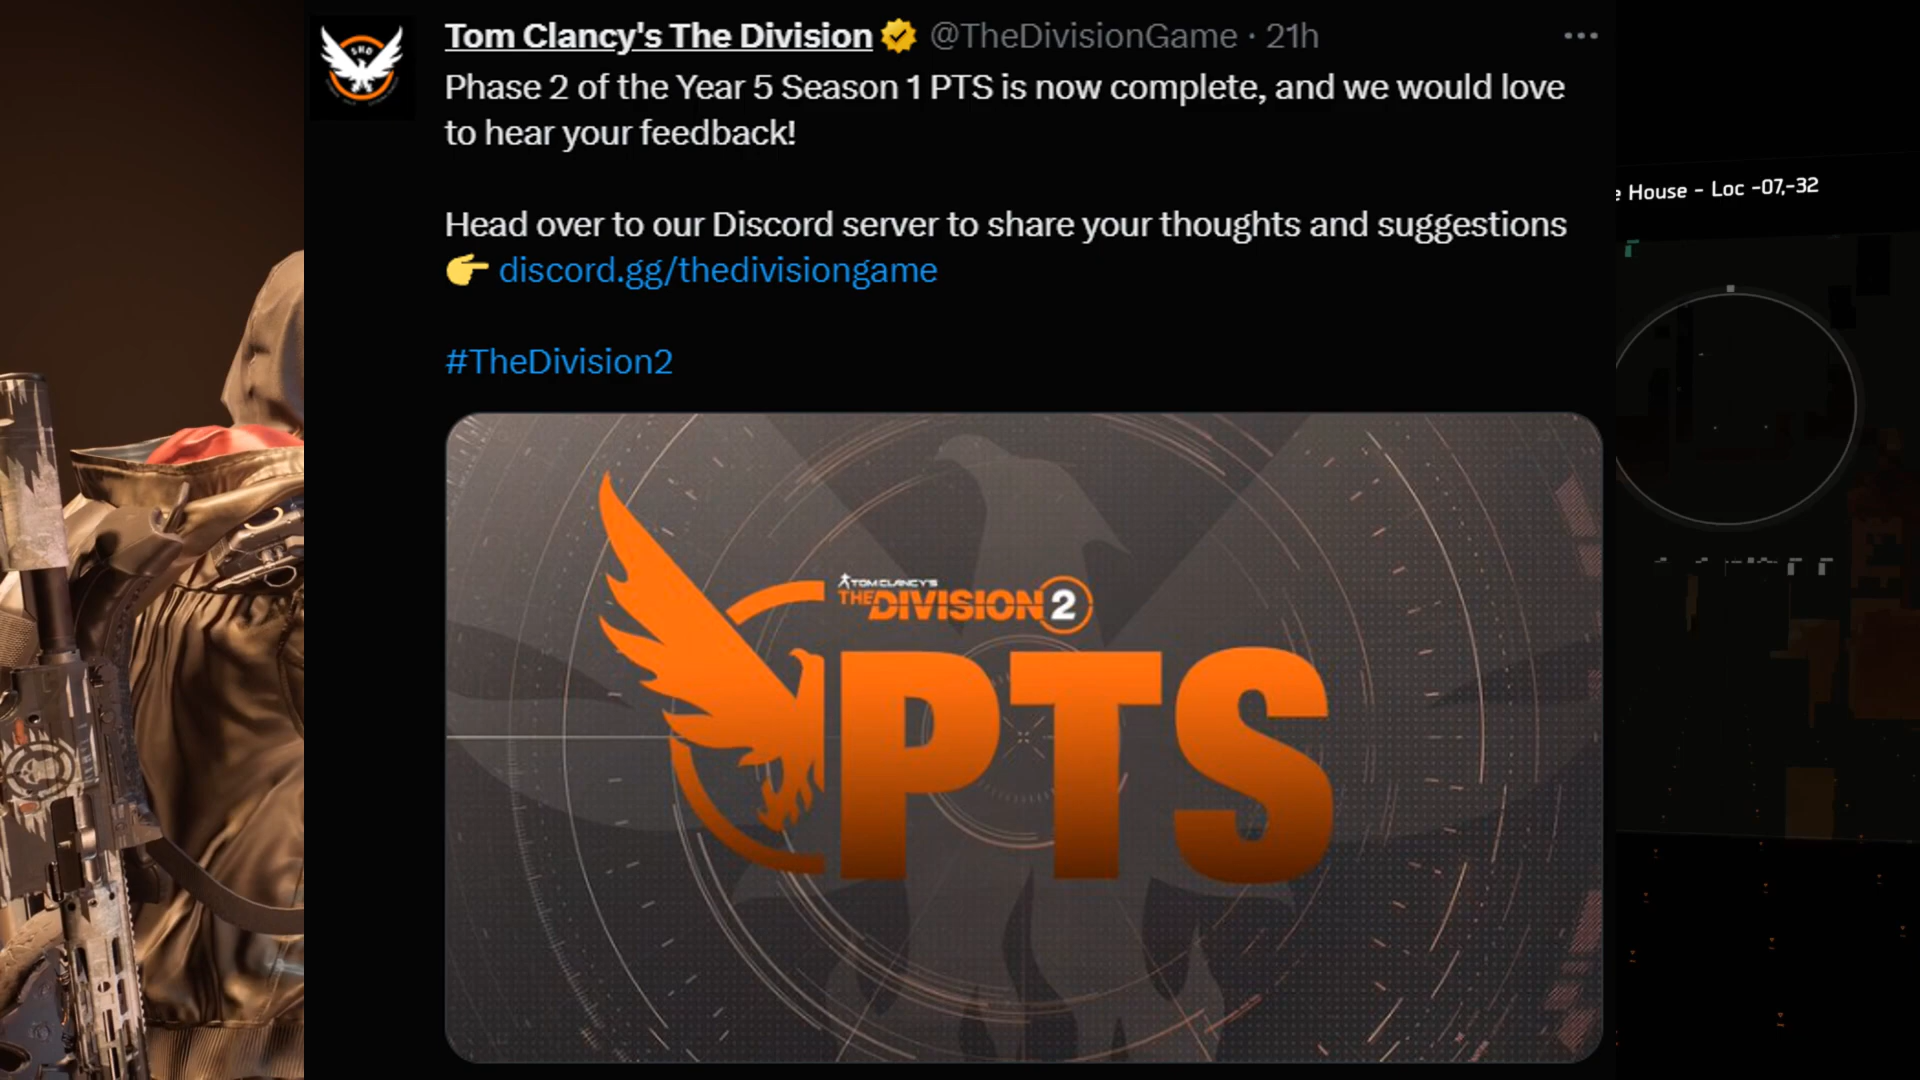 Tom Clancy's The Division @TheDivisionGame · 21h
SHD
Phase 2 of the Year 5 Season 1 PTS is now complete, and we would love
to hear your feedback!
Head over to our Discord server to share your thoughts and suggestions
👉 discord.gg/thedivisiongame
#TheDivision2
House - Loc -07,-32
TOM CLANCY'S
THE DIVISION 2
PTS